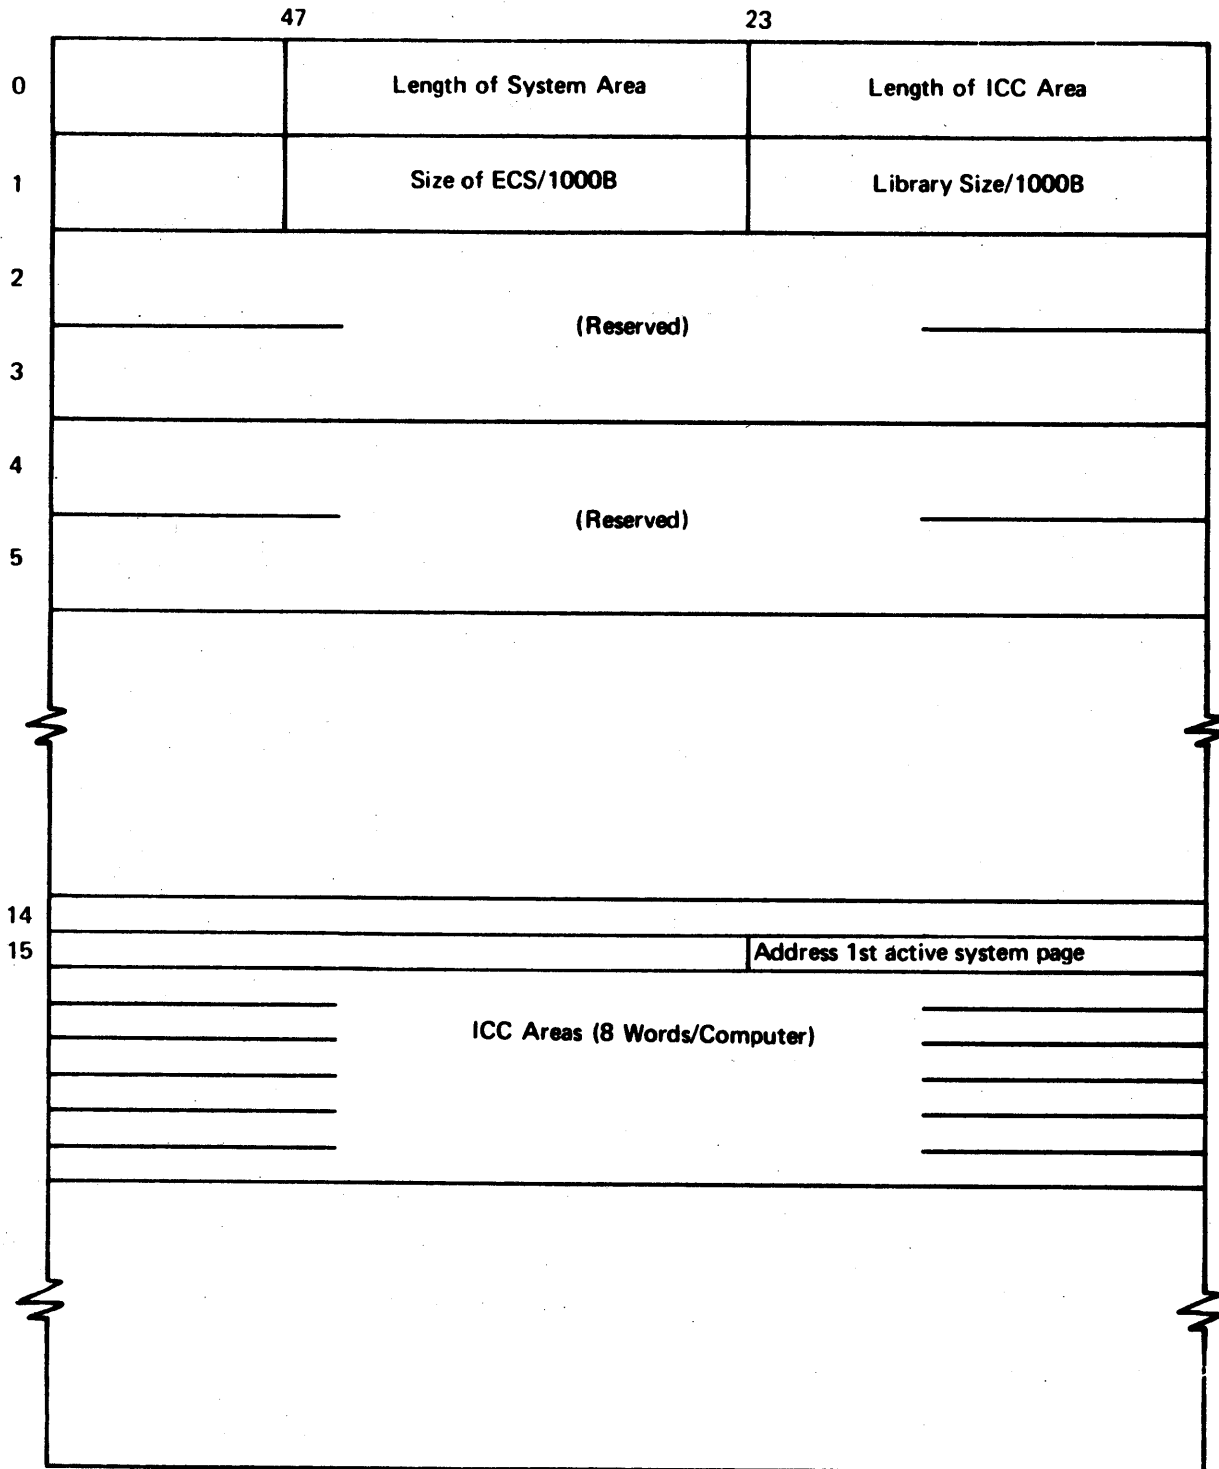 47 23
0 Length of System Area Length of ICC Area
1 Size of ECS/1000B Library Size/1000B
2
(Reserved)
3
4
(Reserved)
5
14
15 Address 1st active system page
ICC Areas (8 Words/Computer)